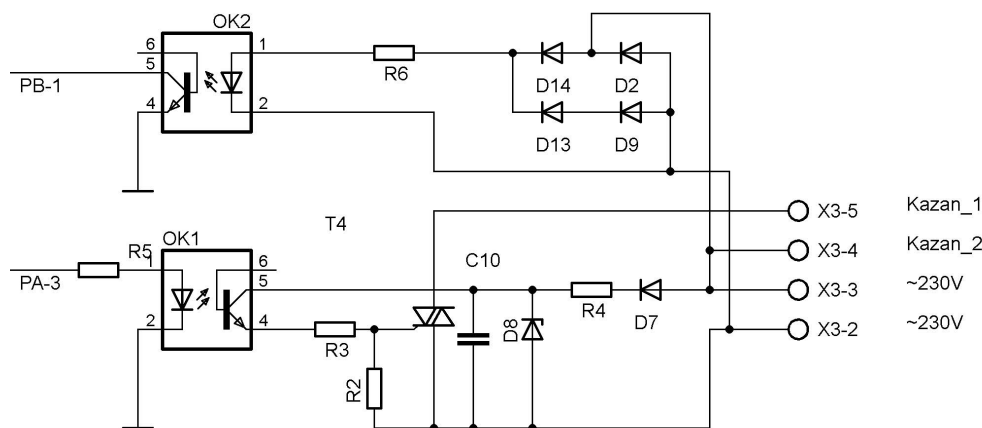 OK2
6
1
5
PB-1
R6
4
2
D14
D2
D13
D9
X3-5
Kazan_1
T4
OK1
X3-4
Kazan_2
R5
1
6
C10
PA-3
5
X3-3
~230V
R4
D7
2
4
D8
X3-2
~230V
R3
R2